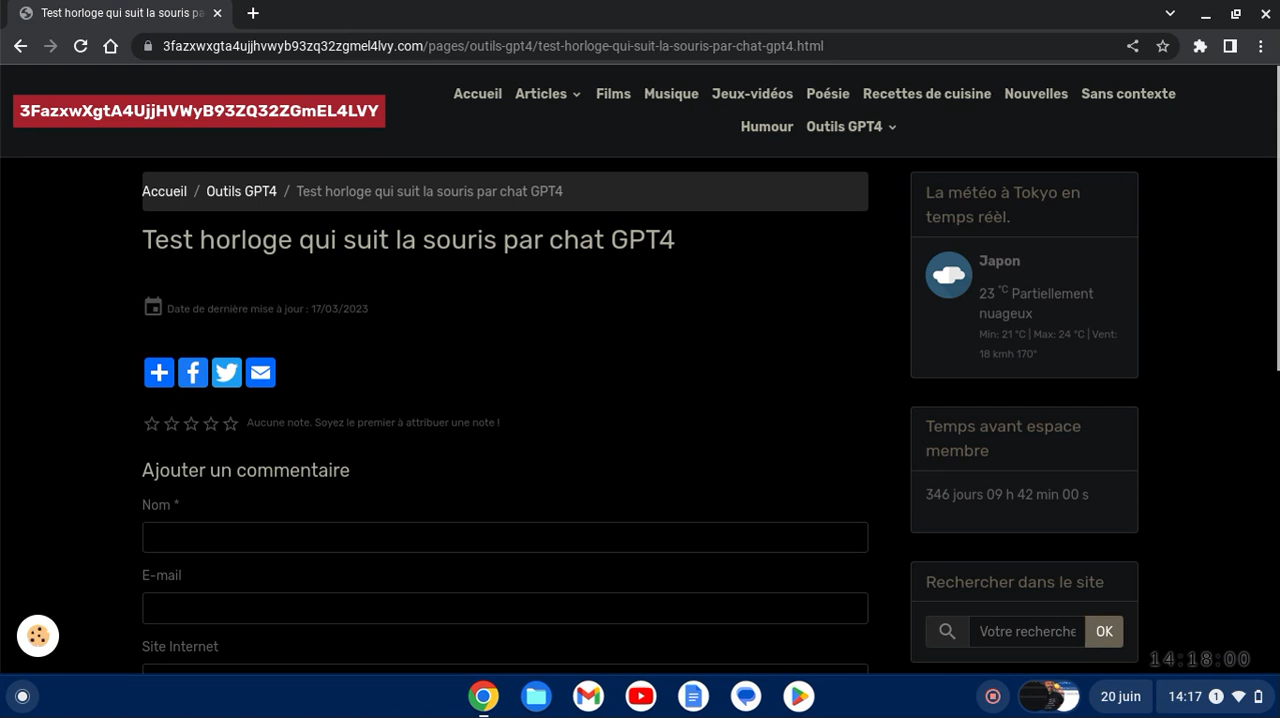 Test horloge qui suit la souris pa
3fazxwxgta4ujjhvwyb93zq32zgmel4lvy.com/pages/outils-gpt4/test-horloge-qui-suit-la-souris-par-chat-gpt4.html
3FazxwXgtA4UjjHVWyB93ZQ32ZGmEL4LVY
Accueil Articles Films Musique Jeux-vidéos Poésie Recettes de cuisine Nouvelles Sans contexte
Humour Outils GPT4
Accueil / Outils GPT4 / Test horloge qui suit la souris par chat GPT4
Test horloge qui suit la souris par chat GPT4
Date de dernière mise à jour : 17/03/2023
Aucune note. Soyez le premier à attribuer une note !
Ajouter un commentaire
Nom *
E-mail
Site Internet
La météo à Tokyo en
temps réèl.
Japon
23 °C Partiellement
nuageux
Min: 21 °C | Max: 24 °C | Vent:
18 kmh 170°
Temps avant espace
membre
346 jours 09 h 42 min 00 s
Rechercher dans le site
Votre recherche OK
14:18:00
20 juin 14:17 1